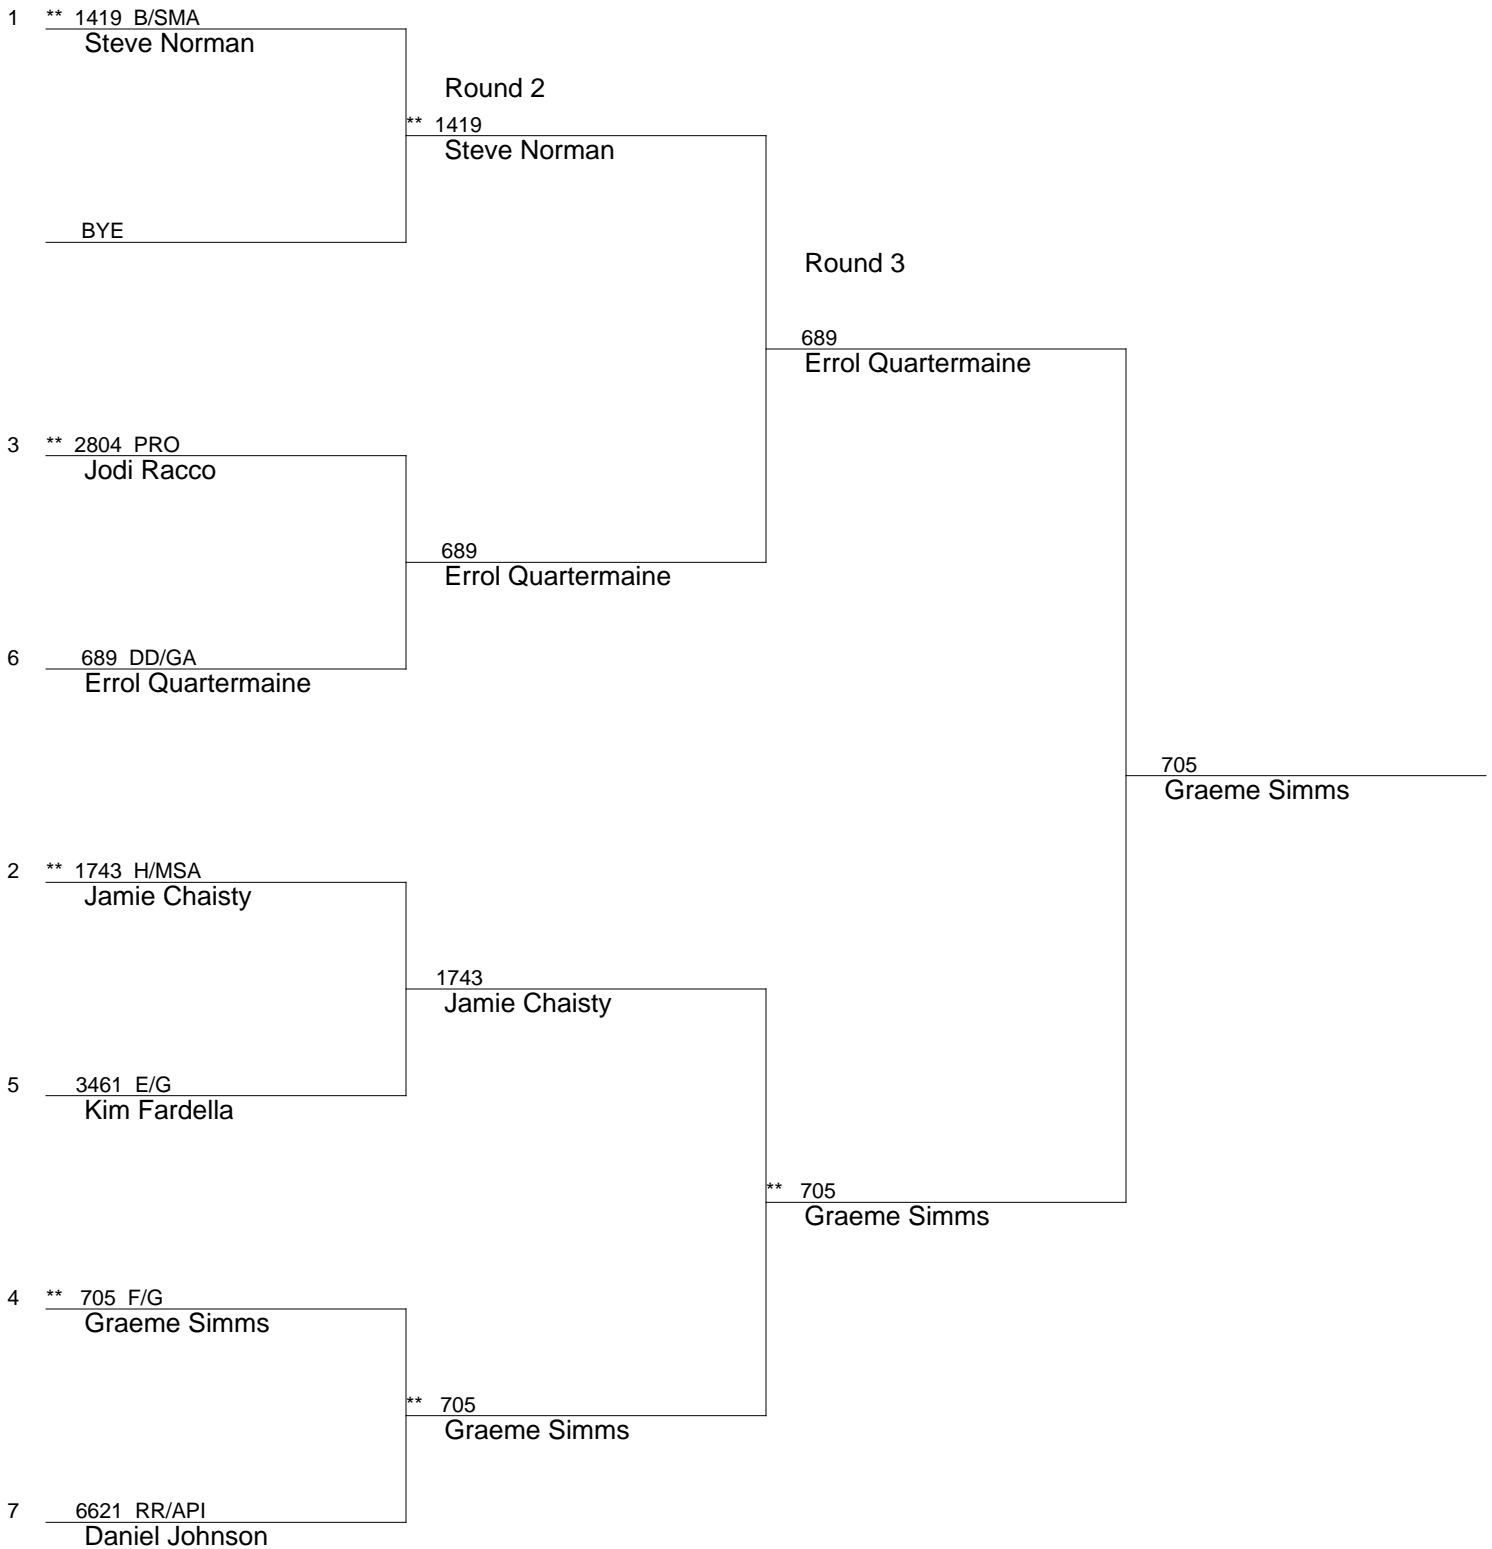 1 ** 1419 B/SMA
Steve Norman
Round 2
** 1419
Steve Norman
BYE
Round 3
689
Errol Quartermaine
3 ** 2804 PRO
Jodi Racco
689
Errol Quartermaine
6 689 DD/GA
Errol Quartermaine
705
Graeme Simms
2 ** 1743 H/MSA
Jamie Chaisty
1743
Jamie Chaisty
5 3461 E/G
Kim Fardella
** 705
Graeme Simms
4 ** 705 F/G
Graeme Simms
** 705
Graeme Simms
7 6621 RR/API
Daniel Johnson